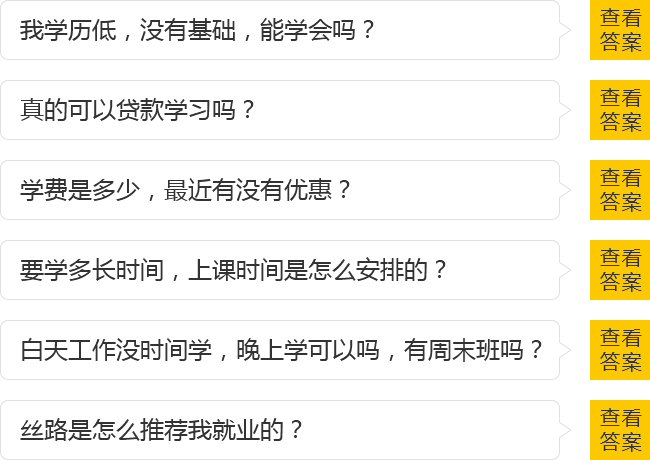 我学历低，没有基础，能学会吗？
查看
答案
真的可以贷款学习吗？
查看
答案
学费是多少，最近有没有优惠？
查看
答案
要学多长时间，上课时间是怎么安排的？
查看
答案
白天工作没时间学，晚上学可以吗，有周末班吗？
查看
答案
丝路是怎么推荐我就业的？
查看
答案